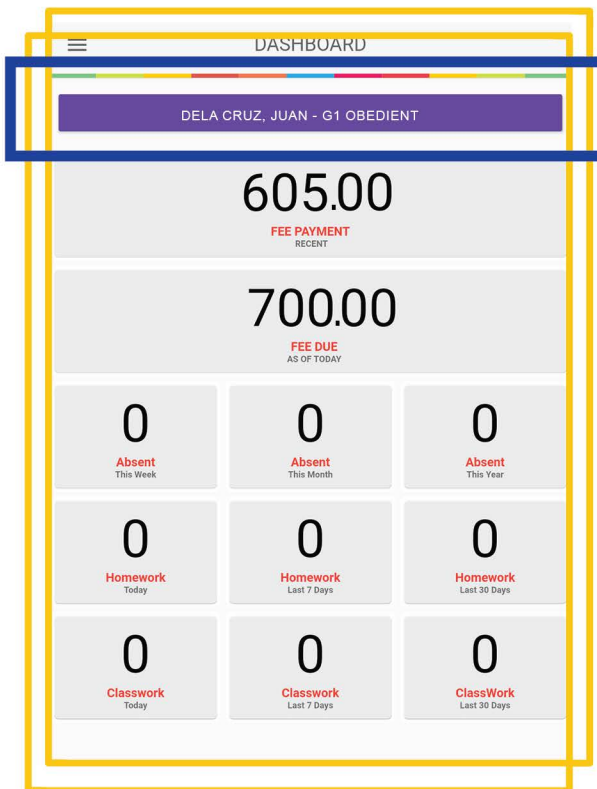 DASHBOARD
DELA CRUZ, JUAN - G1 OBEDIENT
605.00
FEE PAYMENT
RECENT
700.00
FEE DUE
AS OF TODAY
0 0 0
Absent Absent Absent
This Week This Month This Year
0 0 0
Homework Homework Homework
Today Last 7 Days Last 30 Days
0 0 0
Classwork Classwork ClassWork
Today Last 7 Days Last 30 Days